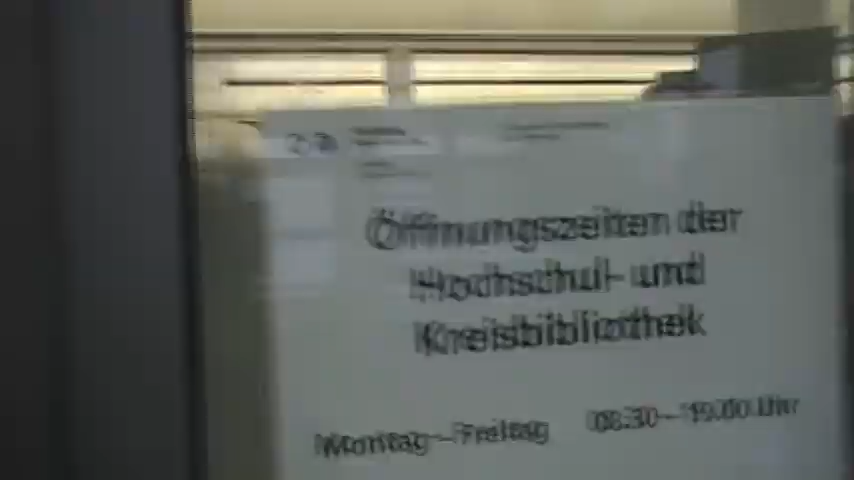 Öffnungszeiten der
Hochschul- und
Kreisbibliothek
Montag – Freitag 08:30 – 19:00 Uhr